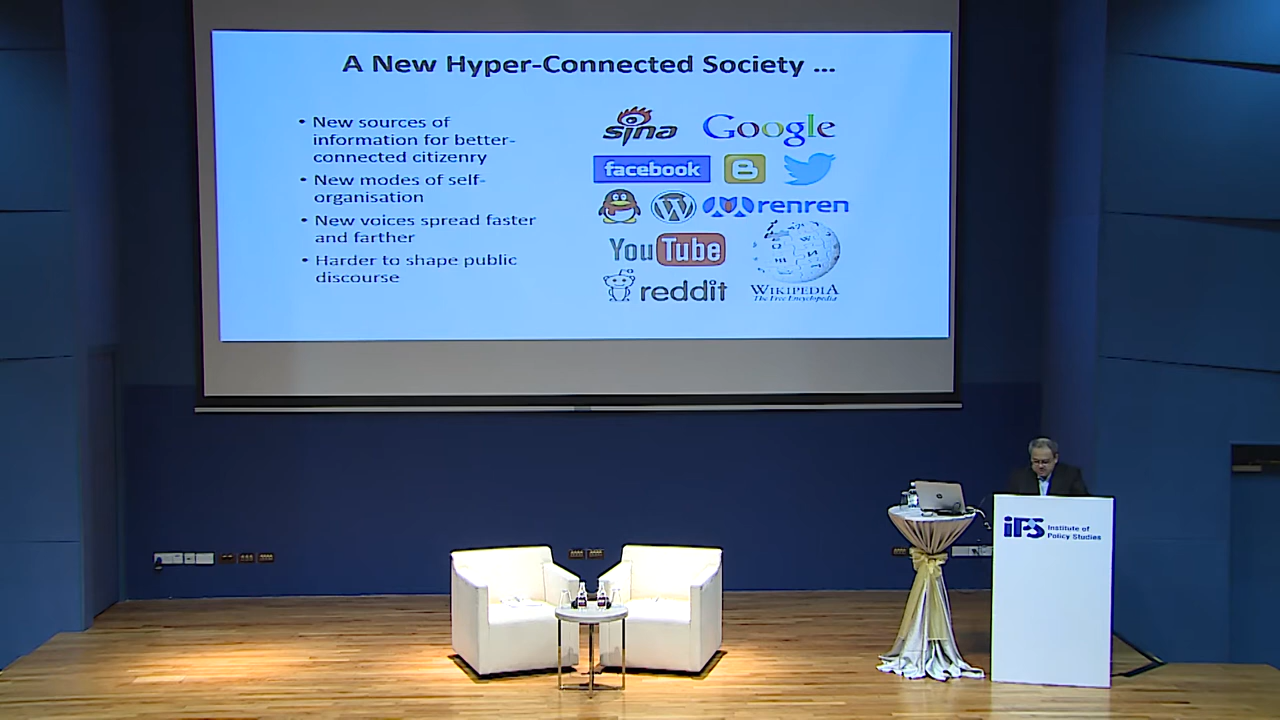 A New Hyper-Connected Society ...
• New sources of
information for better-
connected citizenry
• New modes of self-
organisation
• New voices spread faster
and farther
• Harder to shape public
discourse
sina
Google
facebook
renren
YouTube
reddit
WIKIPEDIA
The Free Encyclopedia
iPS Institute of
Policy Studies